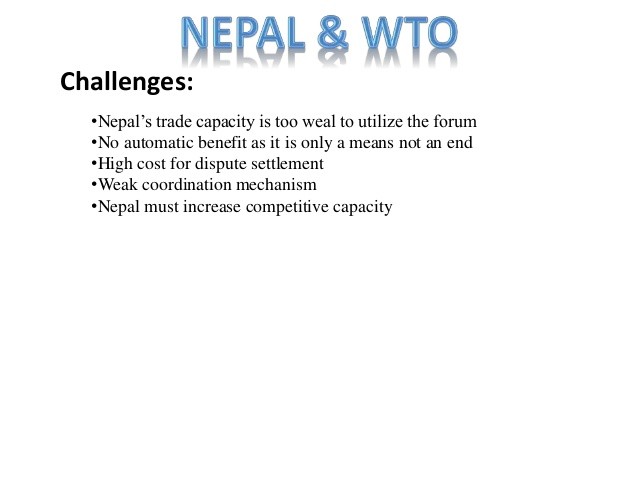 NEPAL & WTO
Challenges:
•Nepal’s trade capacity is too weal to utilize the forum
•No automatic benefit as it is only a means not an end
•High cost for dispute settlement
•Weak coordination mechanism
•Nepal must increase competitive capacity